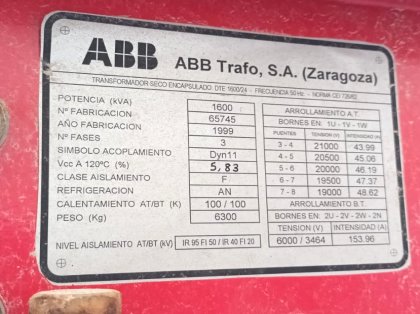 ABB ABB Trafo, S.A. (Zaragoza)
TRANSFORMADOR SECO ENCAPSULADO DTE 1600/24 - FRECUENCIA 50 Hz - NORMA CEI 726/82
POTENCIA (kVA) 1600
Nº FABRICACION 65745
AÑO FABRICACION 1999
Nº FASES 3
SIMBOLO ACOPLAMIENTO Dyn11
Vcc A 120ºC (%) 5,83
CLASE AISLAMIENTO F
REFRIGERACION AN
CALENTAMIENTO AT/BT (K) 100 / 100
PESO (Kg) 6300
NIVEL AISLAMIENTO AT/BT (kV) IR 95 FI 50 / IR 40 FI 20
ARROLLAMIENTO A.T.
BORNES EN: 1U - 1V - 1W
PUENTES TENSION (V) INTENSIDAD (A)
3 - 4 21000 43.99
4 - 5 20500 45.06
5 - 6 20000 46.19
6 - 7 19500 47.37
7 - 8 19000 48.62
ARROLLAMIENTO B.T.
BORNES EN: 2U - 2V - 2W - 2N
TENSION (V) INTENSIDAD (A)
6000 / 3464 153.96